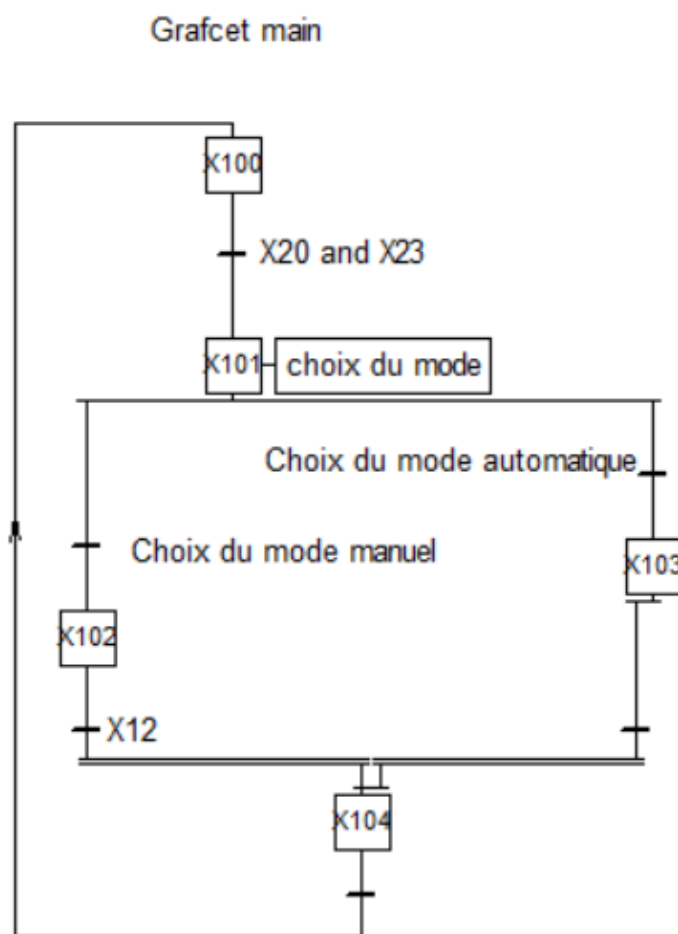 Grafcet main
X100
X20 and X23
X101
choix du mode
Choix du mode automatique
Choix du mode manuel
X103
X102
X12
X104